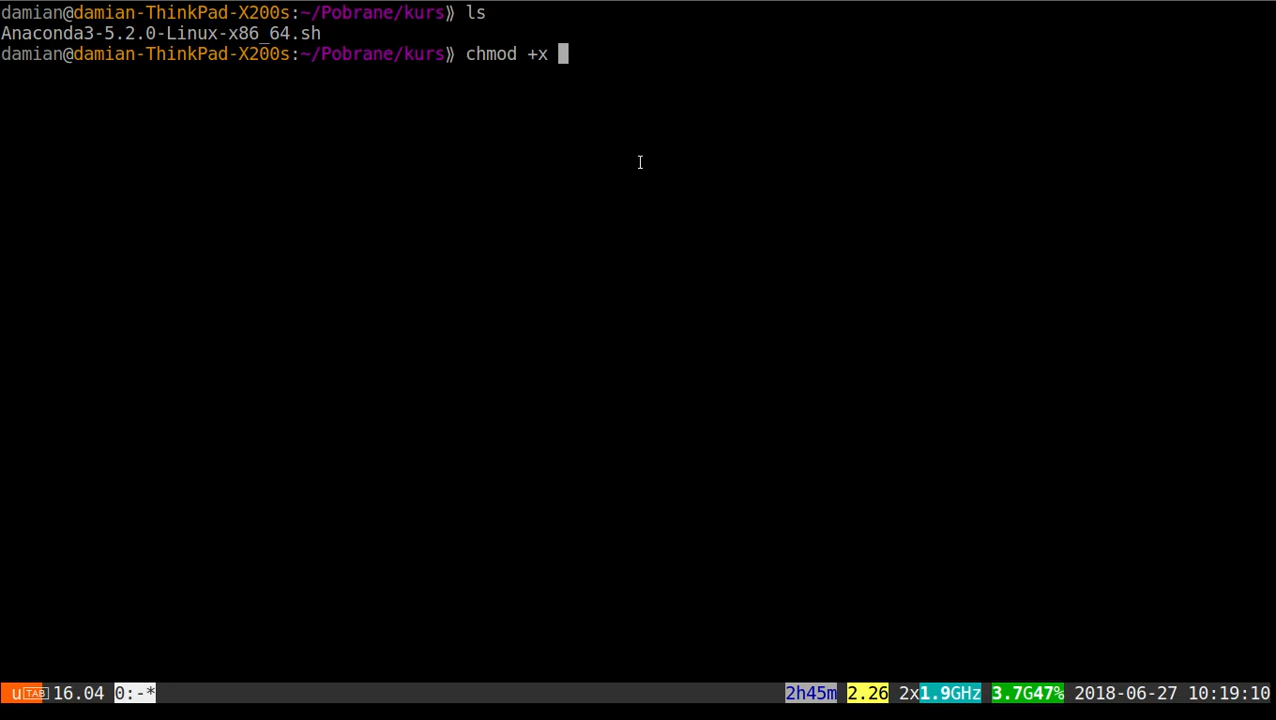 damian@damian-ThinkPad-X200s:~/Pobrane/kurs⟫ ls
Anaconda3-5.2.0-Linux-x86_64.sh
damian@damian-ThinkPad-X200s:~/Pobrane/kurs⟫ chmod +x
u TAB 16.04 0:-* 2h45m 2.26 2x1.9GHz 3.7G47% 2018-06-27 10:19:10